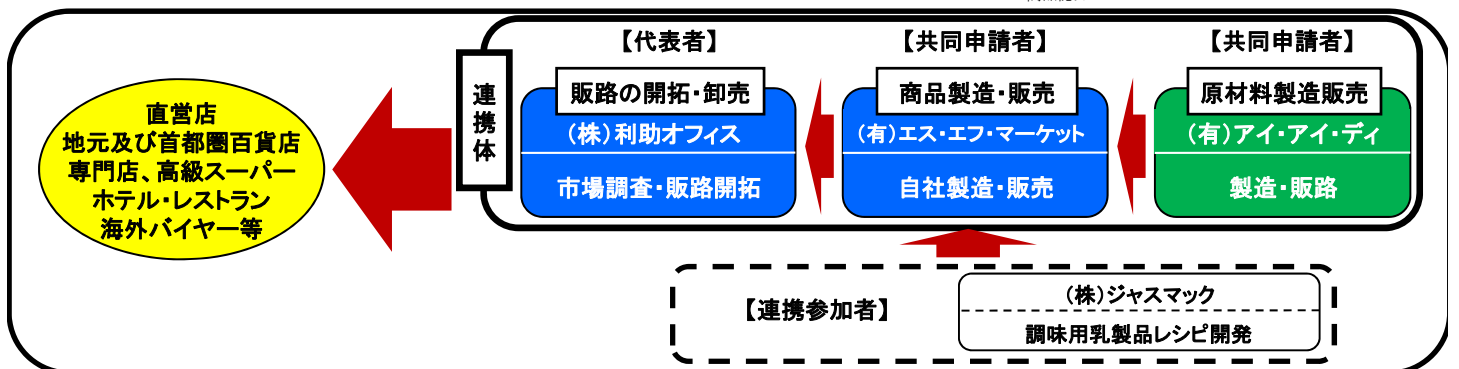 【代表者】
【共同申請者】
【共同申請者】
連携体
販路の開拓・卸売
(株)利助オフィス
市場調査・販路開拓
商品製造・販売
(有)エス・エフ・マーケット
自社製造・販売
原材料製造販売
(有)アイ・アイ・ディ
製造・販路
直営店
地元及び首都圏百貨店
専門店、高級スーパー
ホテル・レストラン
海外バイヤー等
【連携参加者】
(株)ジャスマック
調味用乳製品レシピ開発